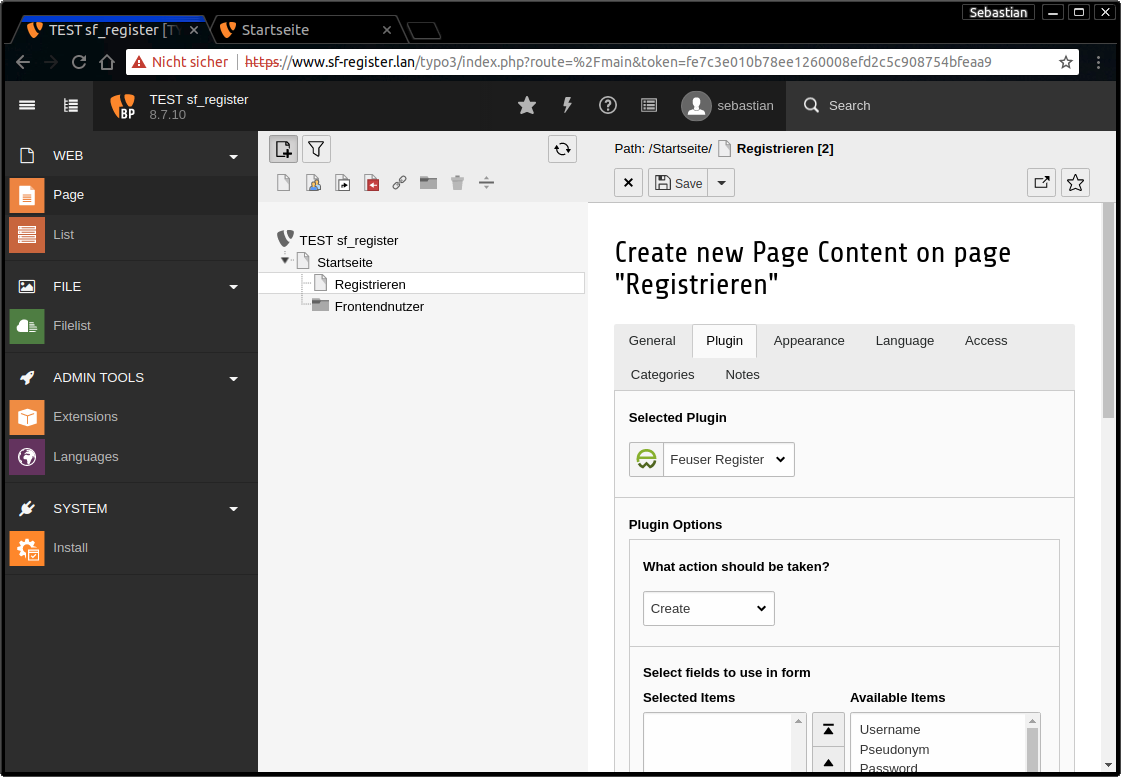 Sebastian
TEST sf_register [TY
Startseite
Nicht sicher
https://www.sf-register.lan/typo3/index.php?route=%2Fmain&token=fe7c3e010b78ee1260008efd2c5c908754bfeaa9
BP
TEST sf_register
8.7.10
sebastian
Search
WEB
Page
List
FILE
Filelist
ADMIN TOOLS
Extensions
Languages
SYSTEM
Install
TEST sf_register
Startseite
Registrieren
Frontendnutzer
Path: /Startseite/ Registrieren [2]
Save
Create new Page Content on page
"Registrieren"
General Plugin Appearance Language Access
Categories Notes
Selected Plugin
Feuser Register
Plugin Options
What action should be taken?
Create
Select fields to use in form
Selected Items Available Items
Username
Pseudonym
Password